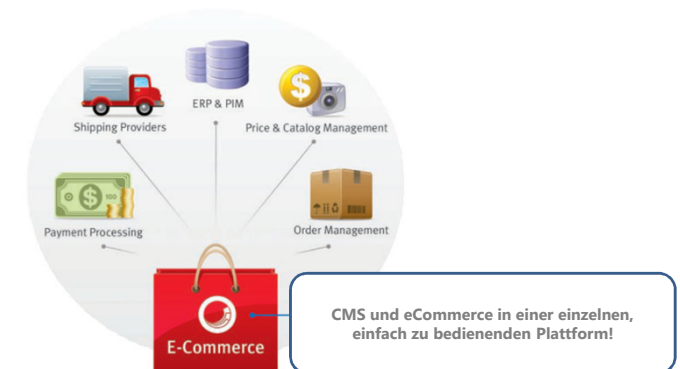 ERP & PIM
Shipping Providers
Price & Catalog Management
$
$ 100
Payment Processing
Order Management
E-Commerce
CMS und eCommerce in einer einzelnen,
einfach zu bedienenden Plattform!